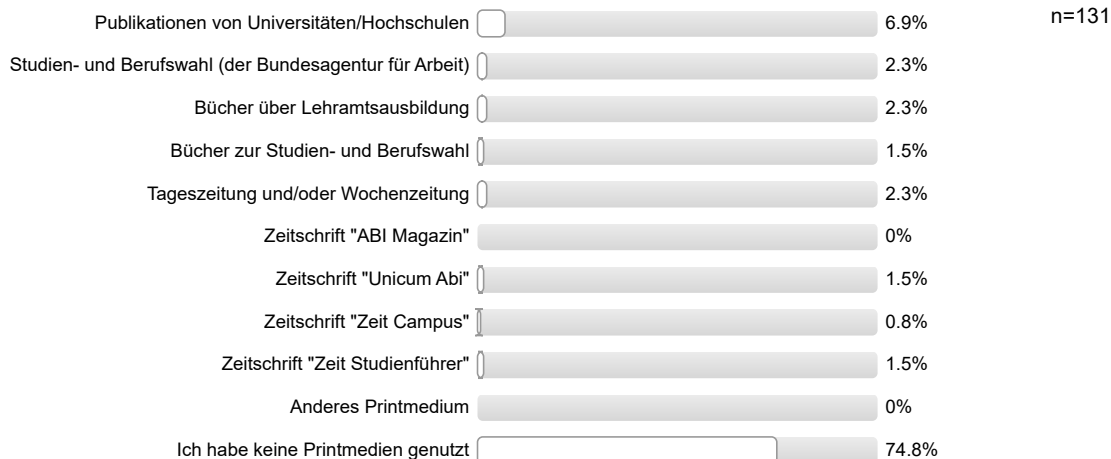 Publikationen von Universitäten/Hochschulen 6.9% n=131
Studien- und Berufswahl (der Bundesagentur für Arbeit) 2.3%
Bücher über Lehramtsausbildung 2.3%
Bücher zur Studien- und Berufswahl 1.5%
Tageszeitung und/oder Wochenzeitung 2.3%
Zeitschrift "ABI Magazin" 0%
Zeitschrift "Unicum Abi" 1.5%
Zeitschrift "Zeit Campus" 0.8%
Zeitschrift "Zeit Studienführer" 1.5%
Anderes Printmedium 0%
Ich habe keine Printmedien genutzt 74.8%